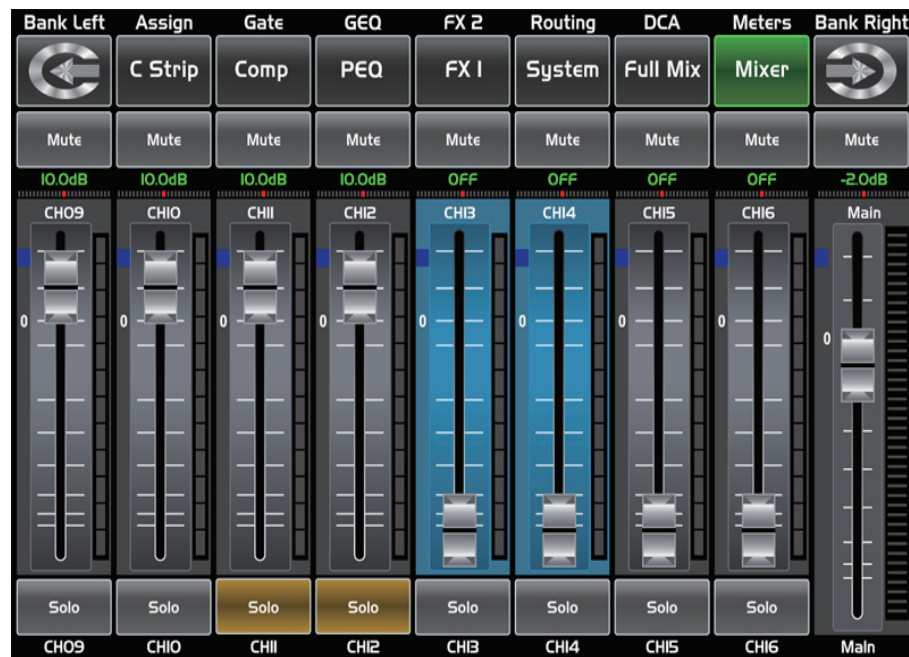 Bank Left Assign Gate GEQ FX 2 Routing DCA Meters Bank Right
C Strip Comp PEQ FX 1 System Full Mix Mixer
Mute Mute Mute Mute Mute Mute Mute Mute Mute
10.0dB 10.0dB 10.0dB 10.0dB OFF OFF OFF OFF -2.0dB
CH09 CH10 CH11 CH12 CH13 CH14 CH15 CH16 Main
0 0 0 0 0 0 0 0 0
Solo Solo Solo Solo Solo Solo Solo Solo
CH09 CH10 CH11 CH12 CH13 CH14 CH15 CH16 Main